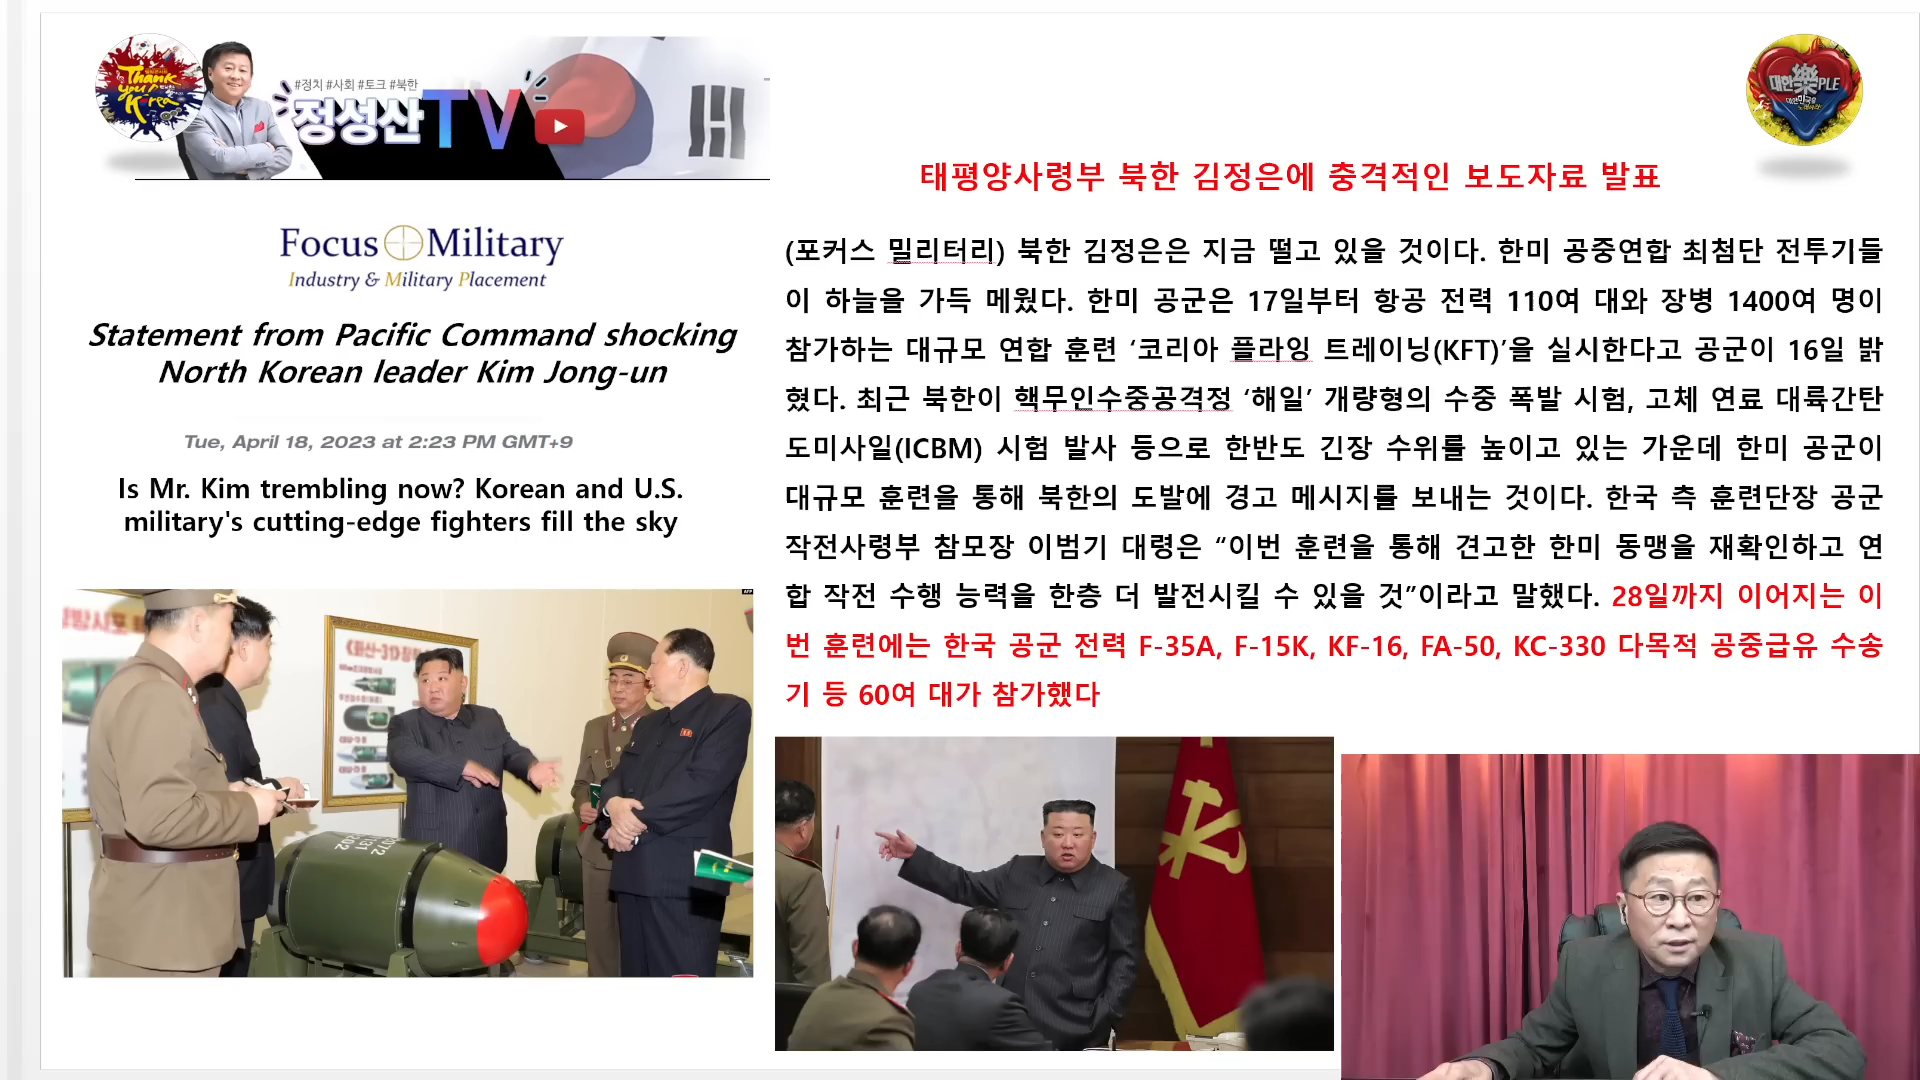 Thank
you
Korea
#정치 #사회 #토크 #북한
정성산TV
대한樂PLE
Focus Military
Industry & Military Placement
Statement from Pacific Command shocking
North Korean leader Kim Jong-un
Tue, April 18, 2023 at 2:23 PM GMT+9
Is Mr. Kim trembling now? Korean and U.S.
military's cutting-edge fighters fill the sky
AFP
《화산-31》
태평양사령부 북한 김정은에 충격적인 보도자료 발표
(포커스 밀리터리) 북한 김정은은 지금 떨고 있을 것이다. 한미 공중연합 최첨단 전투기들
이 하늘을 가득 메웠다. 한미 공군은 17일부터 항공 전력 110여 대와 장병 1400여 명이
참가하는 대규모 연합 훈련 ‘코리아 플라잉 트레이닝(KFT)’을 실시한다고 공군이 16일 밝
혔다. 최근 북한이 핵무인수중공격정 ‘해일’ 개량형의 수중 폭발 시험, 고체 연료 대륙간탄
도미사일(ICBM) 시험 발사 등으로 한반도 긴장 수위를 높이고 있는 가운데 한미 공군이
대규모 훈련을 통해 북한의 도발에 경고 메시지를 보내는 것이다. 한국 측 훈련단장 공군
작전사령부 참모장 이범기 대령은 “이번 훈련을 통해 견고한 한미 동맹을 재확인하고 연
합 작전 수행 능력을 한층 더 발전시킬 수 있을 것”이라고 말했다. 28일까지 이어지는 이
번 훈련에는 한국 공군 전력 F-35A, F-15K, KF-16, FA-50, KC-330 다목적 공중급유 수송
기 등 60여 대가 참가했다